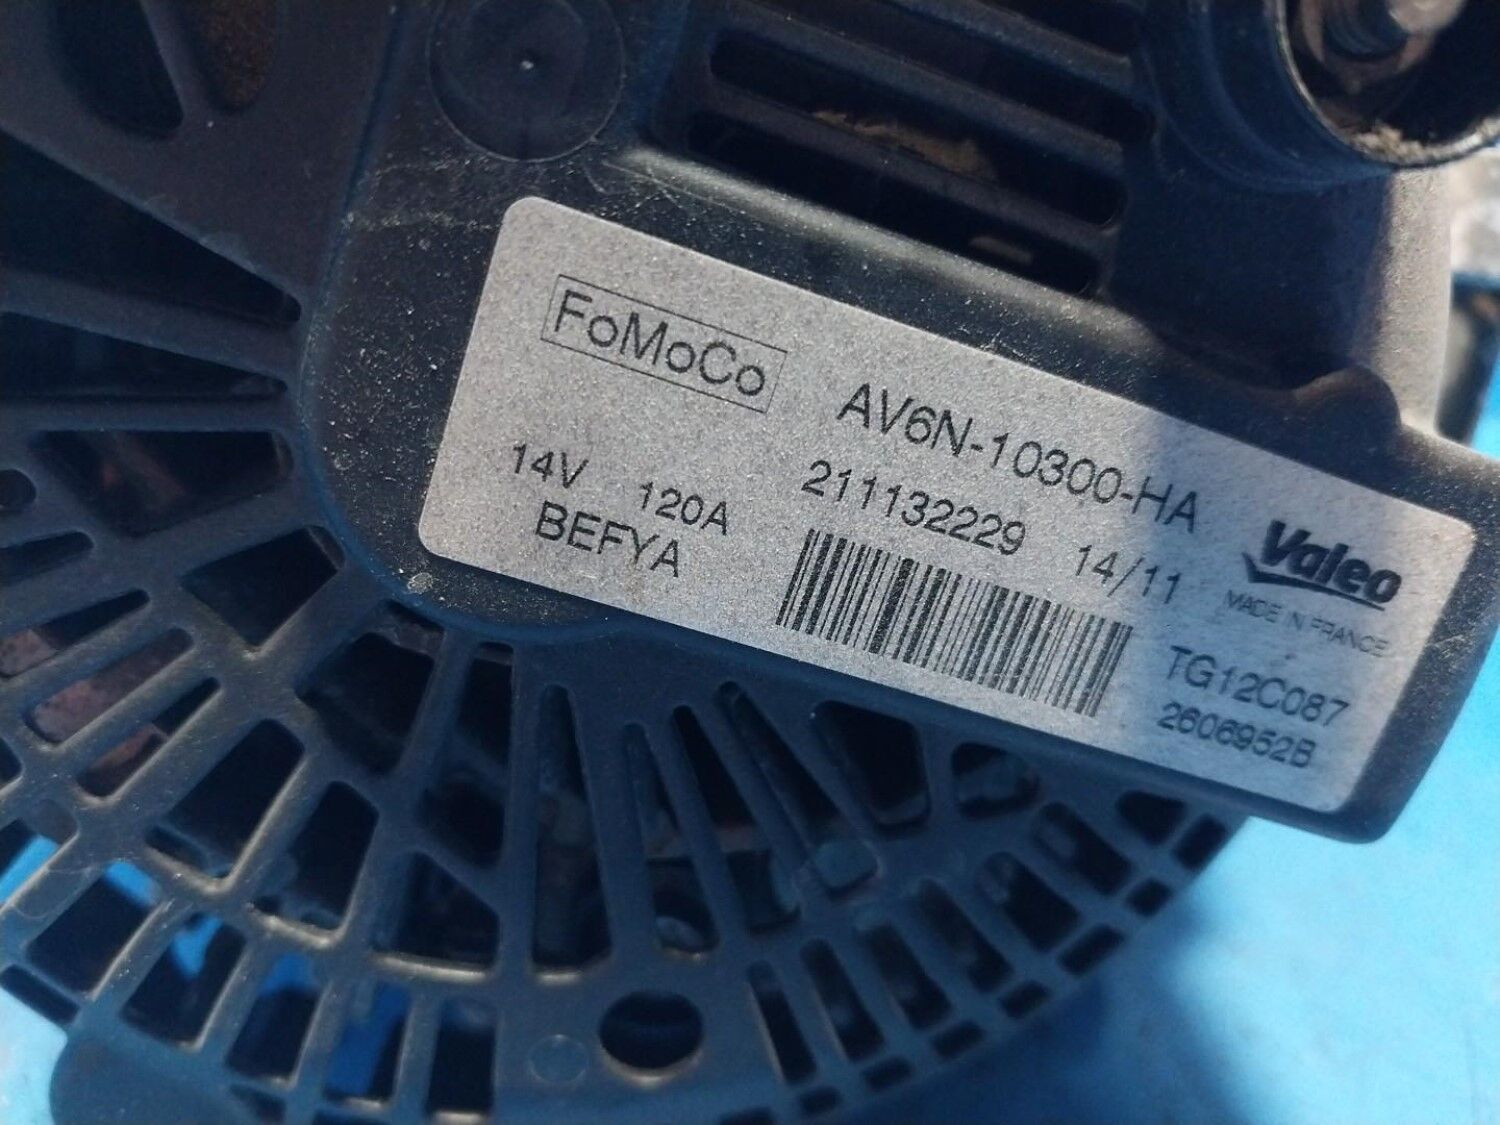 FoMoCo
AV6N-10300-HA
14V 120A
211132229
14/11
BEFYA
Valeo
MADE IN FRANCE
TG12C087
2606952B